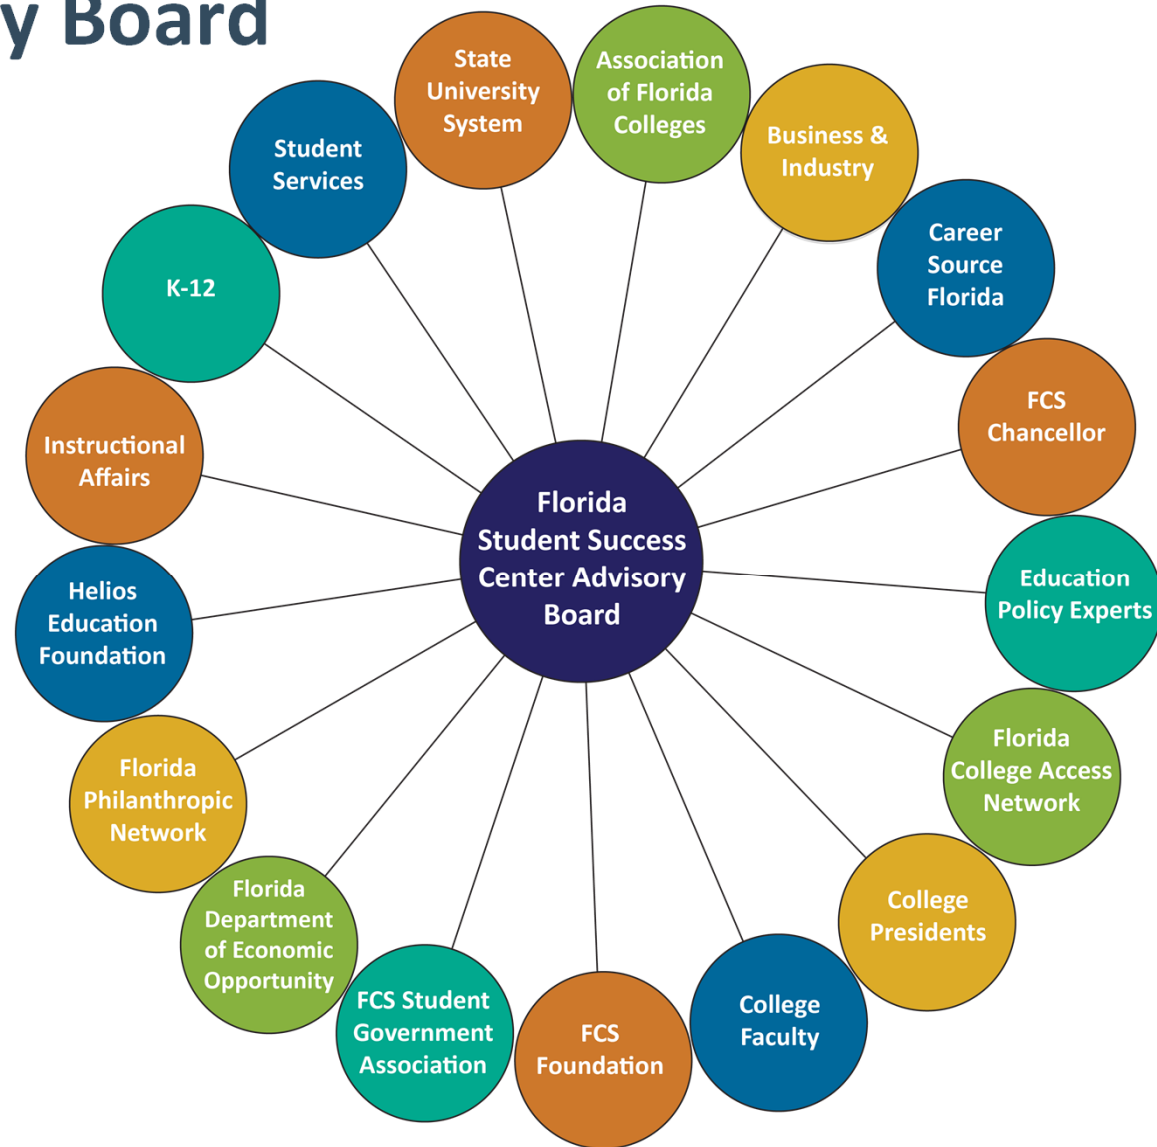 y Board
State
University
System
Association
of Florida
Colleges
Business &
Industry
Career
Source
Florida
FCS
Chancellor
Education
Policy Experts
Florida
College Access
Network
College
Presidents
College
Faculty
FCS
Foundation
FCS Student
Government
Association
Florida
Department
of Economic
Opportunity
Florida
Philanthropic
Network
Helios
Education
Foundation
Instructional
Affairs
K-12
Student
Services
Florida
Student Success
Center Advisory
Board